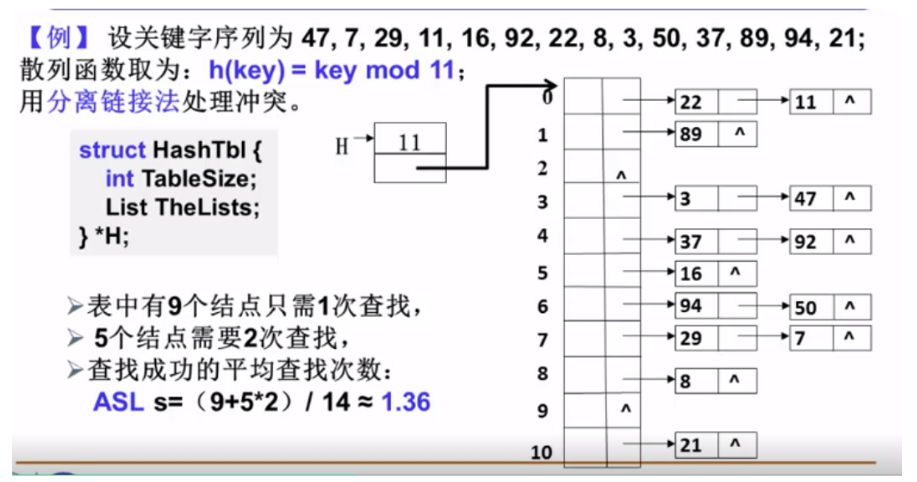 【例】 设关键字序列为 47, 7, 29, 11, 16, 92, 22, 8, 3, 50, 37, 89, 94, 21;
散列函数取为：h(key) = key mod 11；
用分离链接法处理冲突。
struct HashTbl {
int TableSize;
List TheLists;
} *H;
H 11
0 22 11 ^
1 89 ^
2 ^
3 3 47 ^
4 37 92 ^
5 16 ^
6 94 50 ^
7 29 7 ^
8 8 ^
9 ^
10 21 ^
➢表中有9个结点只需1次查找，
➢ 5个结点需要2次查找，
➢查找成功的平均查找次数：
ASL s=（9+5*2）/ 14 ≈ 1.36